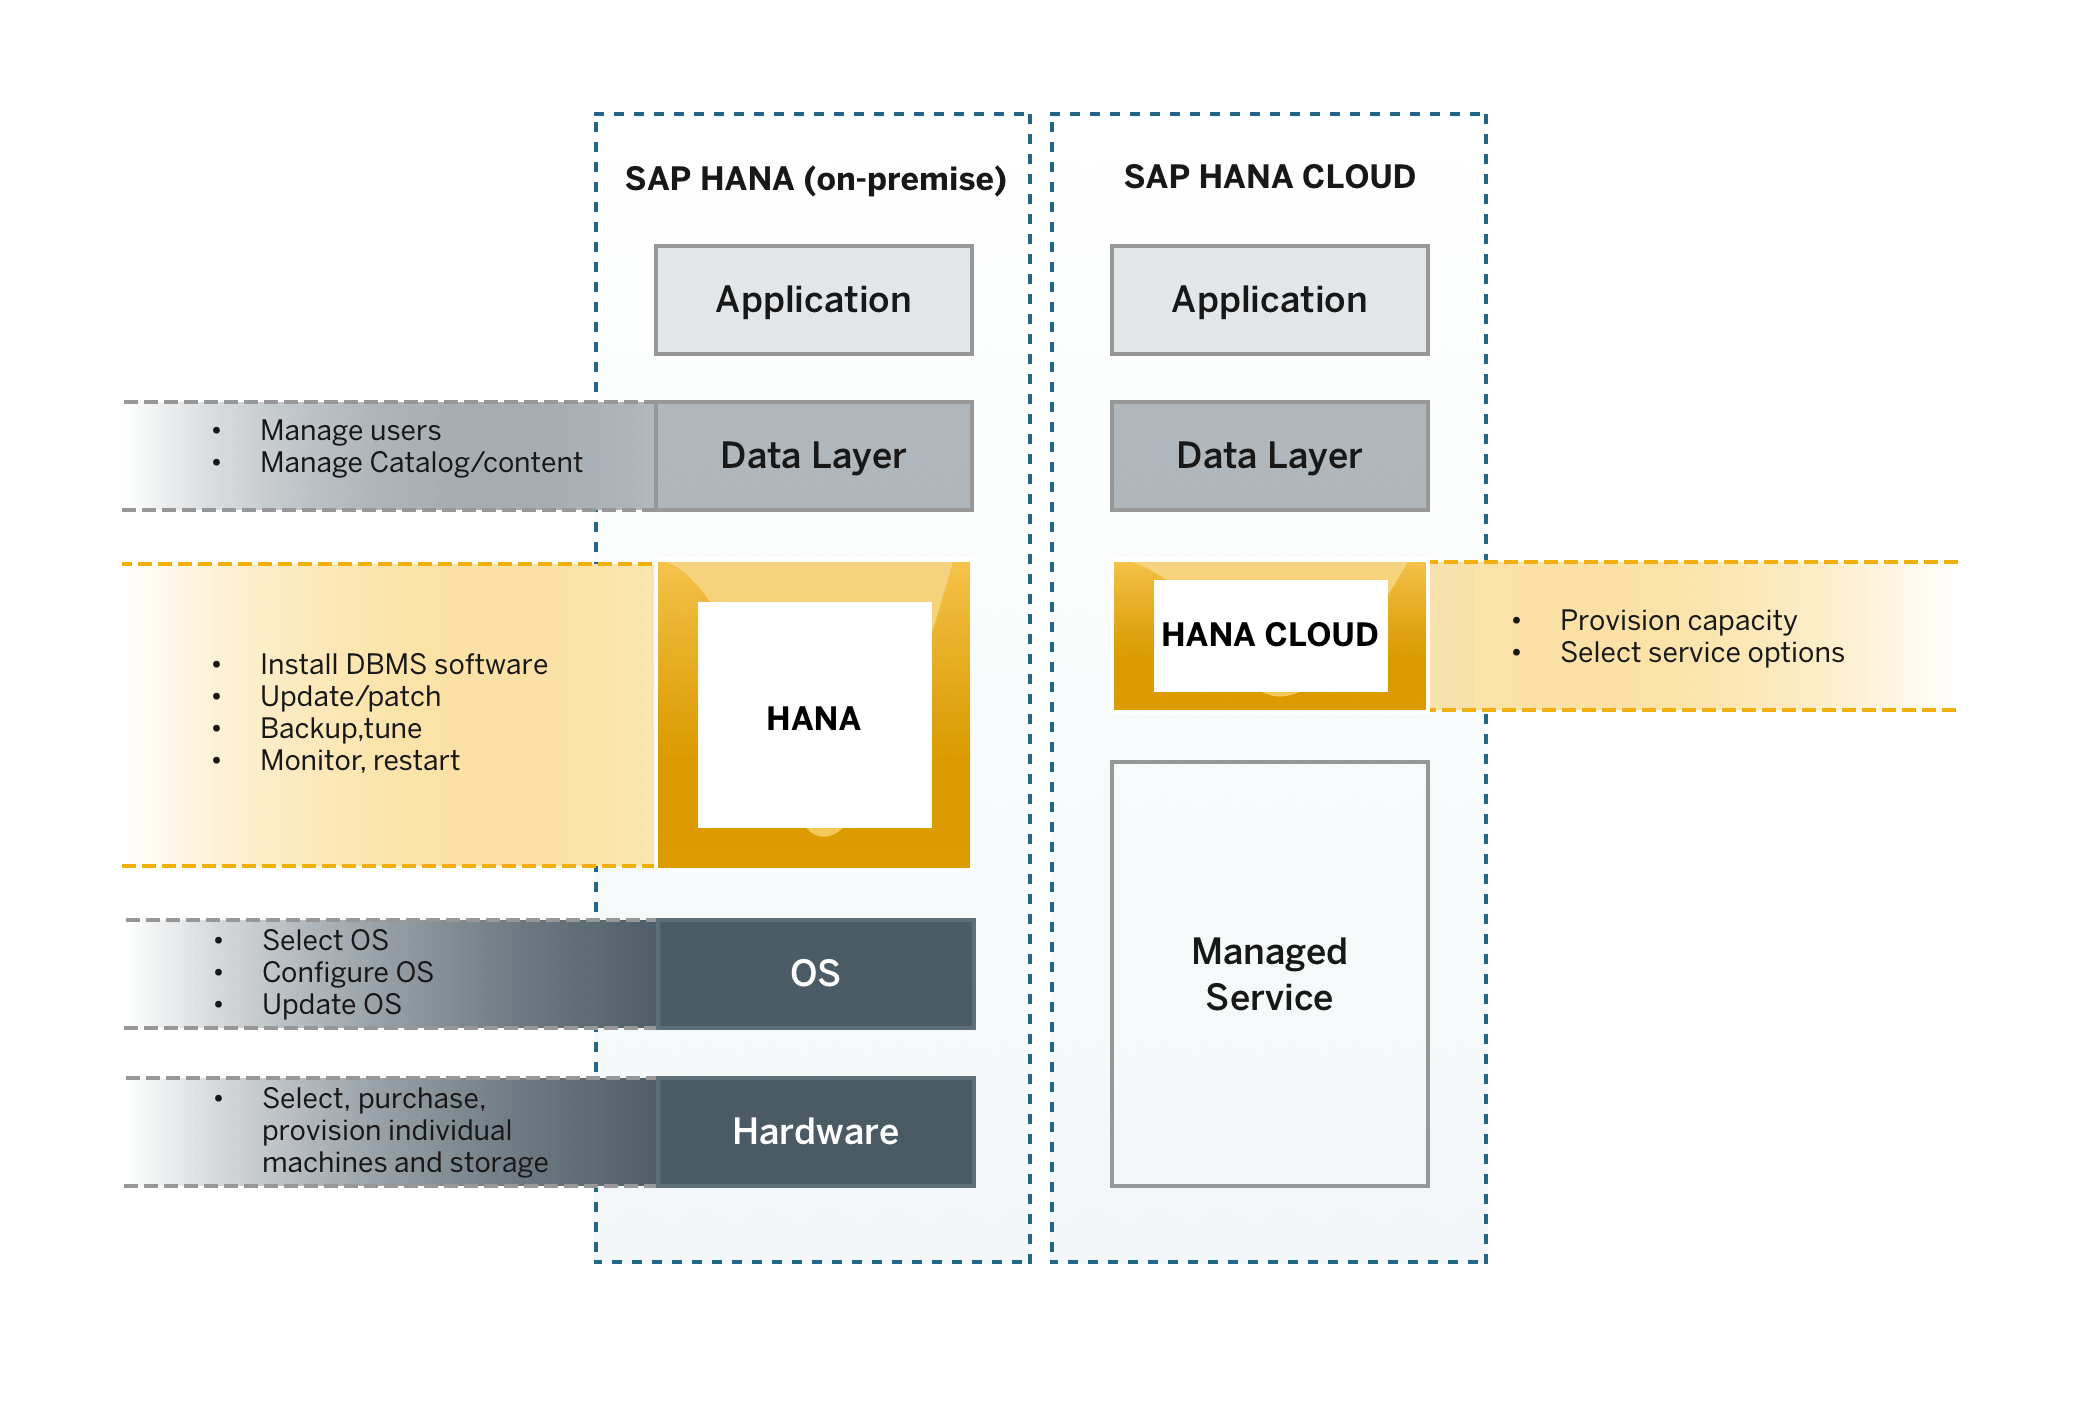 SAP HANA (on-premise)
SAP HANA CLOUD
Application
Application
• Manage users
• Manage Catalog/content
Data Layer
Data Layer
• Install DBMS software
• Update/patch
• Backup,tune
• Monitor, restart
HANA
HANA CLOUD
• Provision capacity
• Select service options
• Select OS
• Configure OS
• Update OS
OS
Managed
Service
• Select, purchase,
provision individual
machines and storage
Hardware